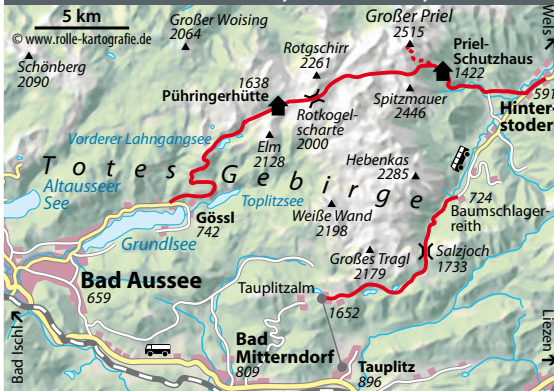 5 km
© www.rolle-kartografie.de
Großer Woising
2064
Großer Priel
2515
Wels
Schönberg
2090
Rotgschirr
2261
Priel-
Schutzhaus
1422
1638
Pühringerhütte
591
Hinter-
stoder
Spitzmauer
2446
Rotkogel-
scharte
2000
Vorderer Lahngangsee
Elm
2128
Hebenkas
2285
Totes Gebirge
Altausseer
See
Toplitzsee
724
Baumschlager-
reith
Gössl
742
Weiße Wand
2198
Grundlsee
Großes Tragl
2179
Salzjoch
1733
Bad Aussee
659
Tauplitzalm
1652
Bad Ischl
Bad
Mitterndorf
809
Tauplitz
896
Liezen